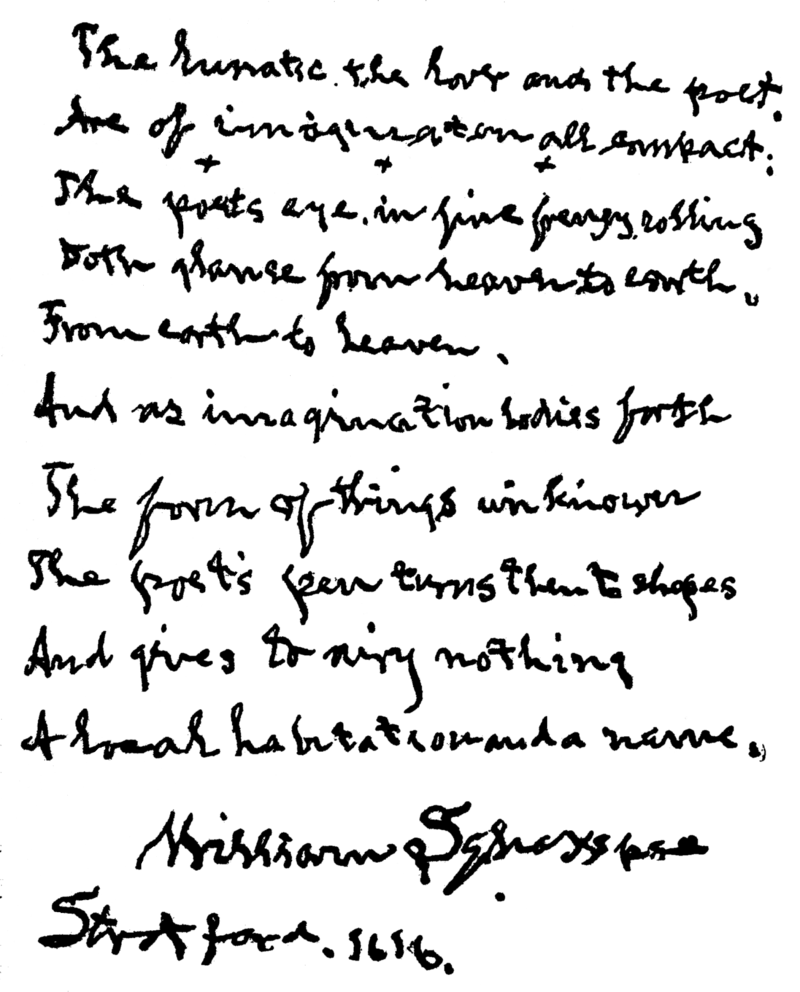 The lunatic. the lover and the poet.
Are of imagination all compact:
The poets eye. in fine frenzy rolling
Doth glance from heaven to earth.
From earth to heaven.
And as imagination bodies forth
The form of things unknown
The poet's pen turns them to shapes
And gives to airy nothing
A local habitation and a name.
William
Stratford. 1616.